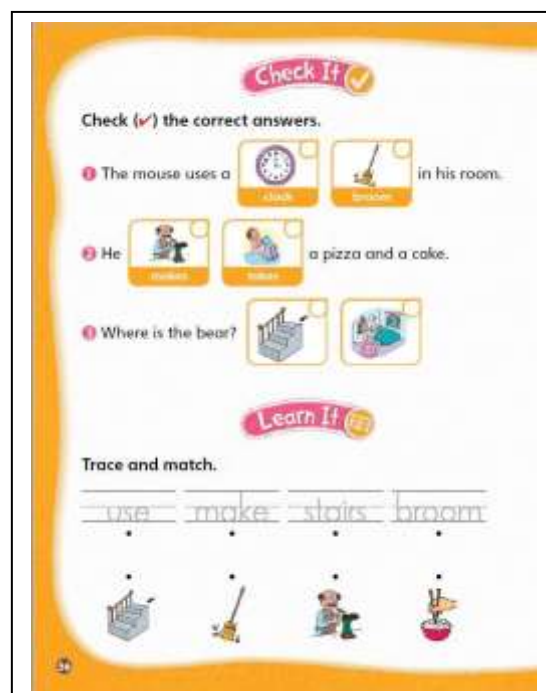 Check It
Check (✔) the correct answers.
1 The mouse uses a clock broom in his room.
2 He makes takes a pizza and a cake.
3 Where is the bear?
Learn It
Trace and match.
use make stairs broom